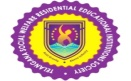 TELANGANA SOCIAL WELFARE RESIDENTIAL EDUCATIONAL INSTITUTIONS SOCIETY